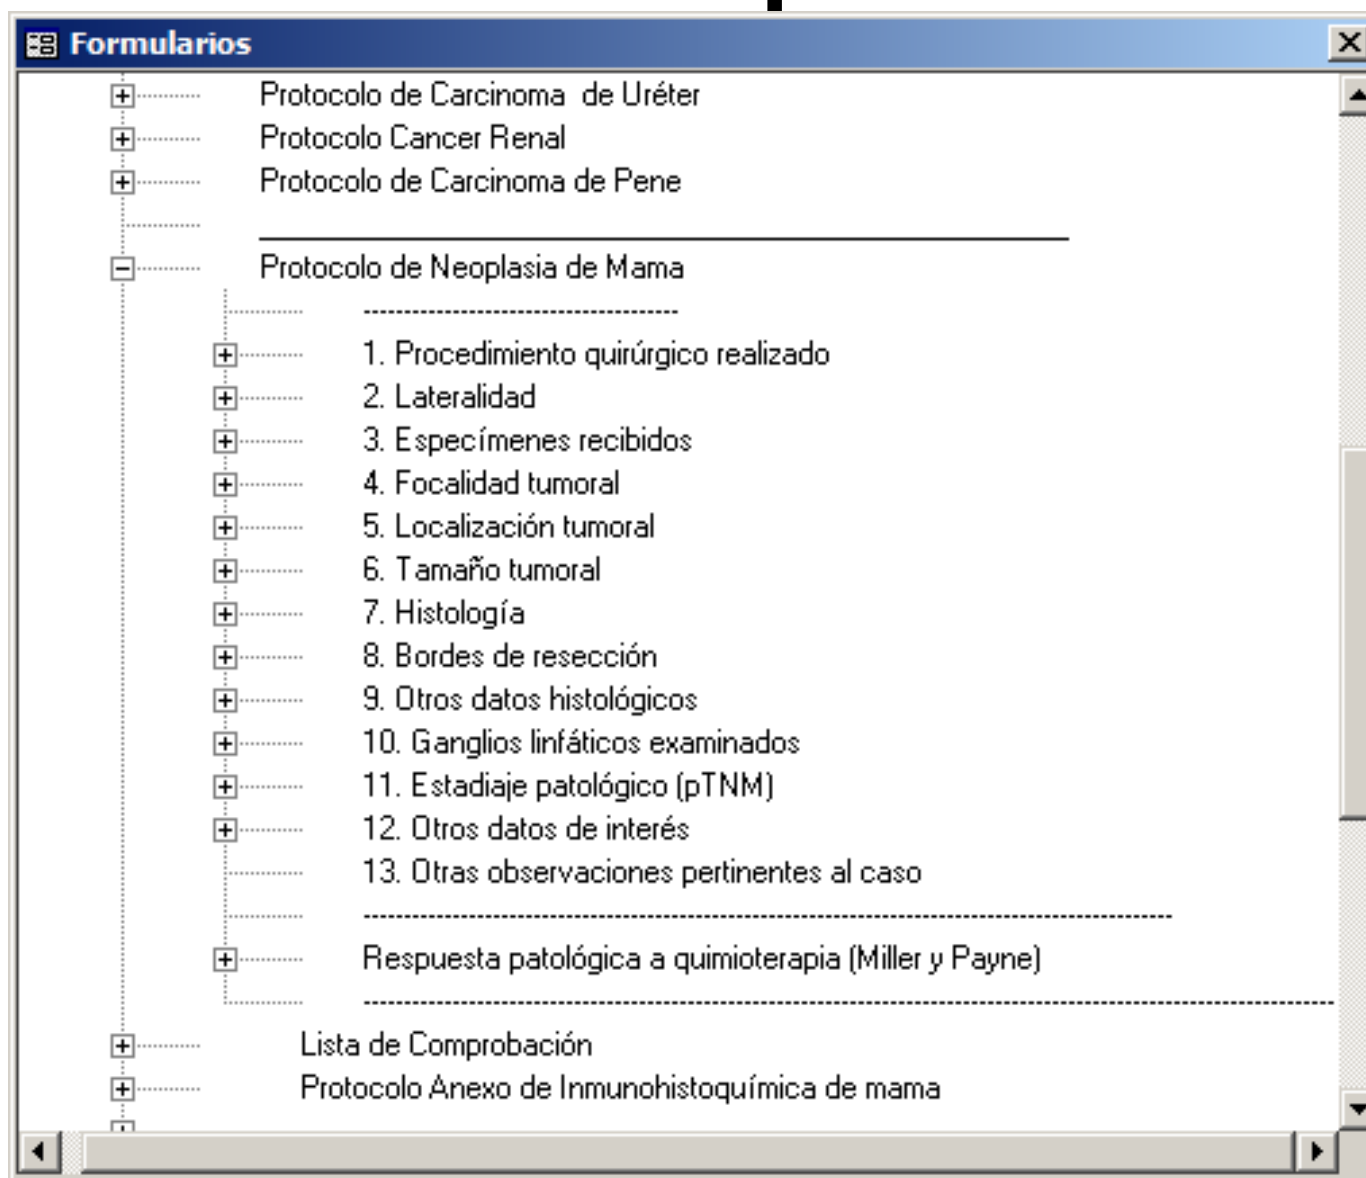 Formularios
Protocolo de Carcinoma  de Uréter
Protocolo Cancer Renal
Protocolo de Carcinoma de Pene
Protocolo de Neoplasia de Mama
1. Procedimiento quirúrgico realizado
2. Lateralidad
3. Especímenes recibidos
4. Focalidad tumoral
5. Localización tumoral
6. Tamaño tumoral
7. Histología
8. Bordes de resección
9. Otros datos histológicos
10. Ganglios linfáticos examinados
11. Estadiaje patológico (pTNM)
12. Otros datos de interés
13. Otras observaciones pertinentes al caso
Respuesta patológica a quimioterapia (Miller y Payne)
Lista de Comprobación
Protocolo Anexo de Inmunohistoquímica de mama